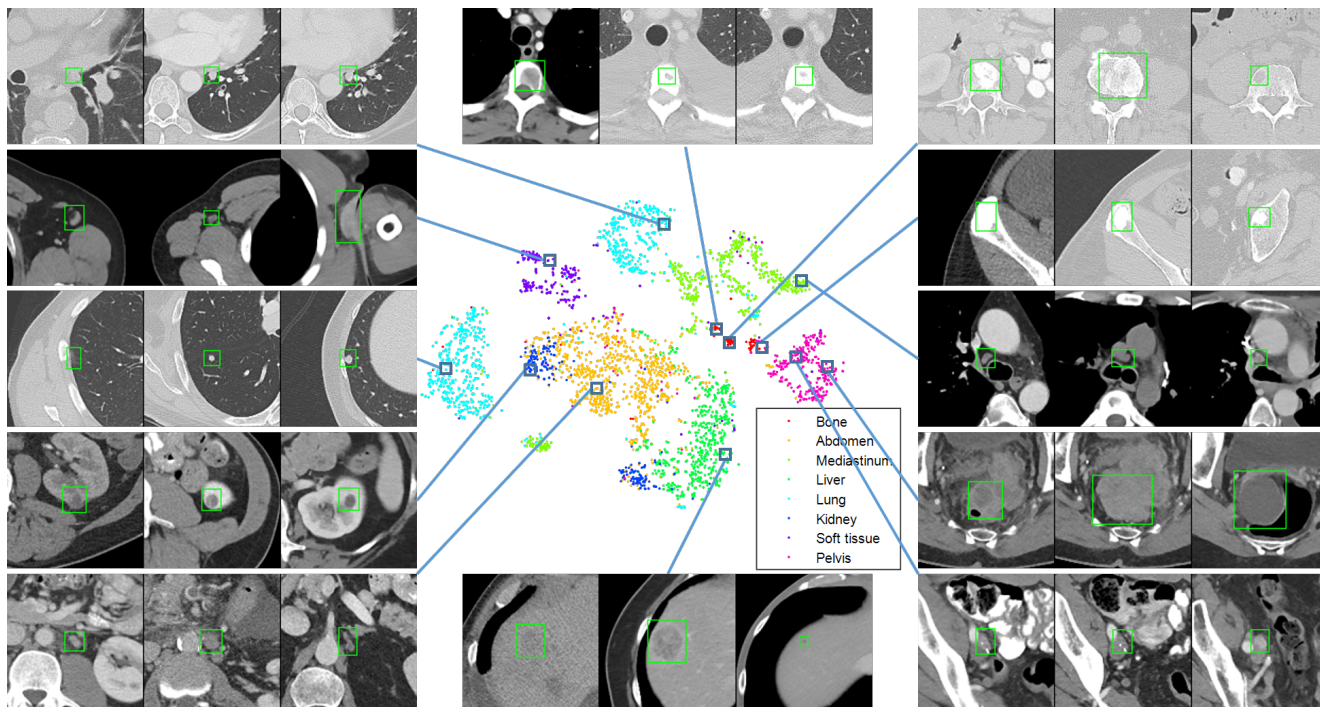 Bone
Abdomen
Mediastinum
Liver
Lung
Kidney
Soft tissue
Pelvis